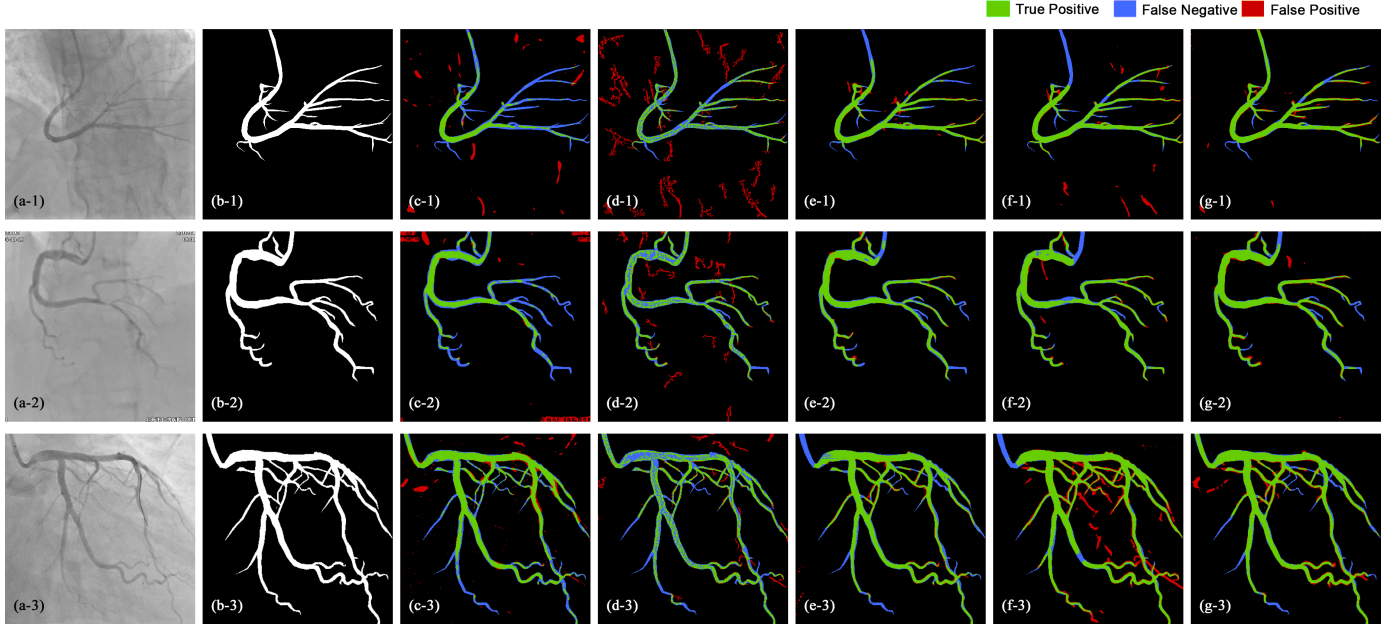 True Positive False Negative False Positive
(a-1) (b-1) (c-1) (d-1) (e-1) (f-1) (g-1)
(a-2) (b-2) (c-2) (d-2) (e-2) (f-2) (g-2)
(a-3) (b-3) (c-3) (d-3) (e-3) (f-3) (g-3)